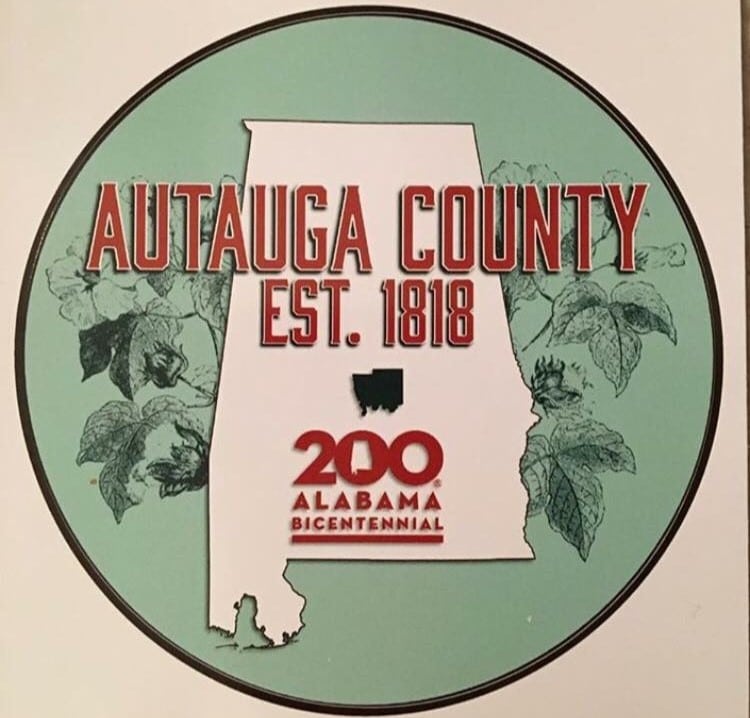 AUTAUGA COUNTY
EST. 1818
200
ALABAMA
BICENTENNIAL